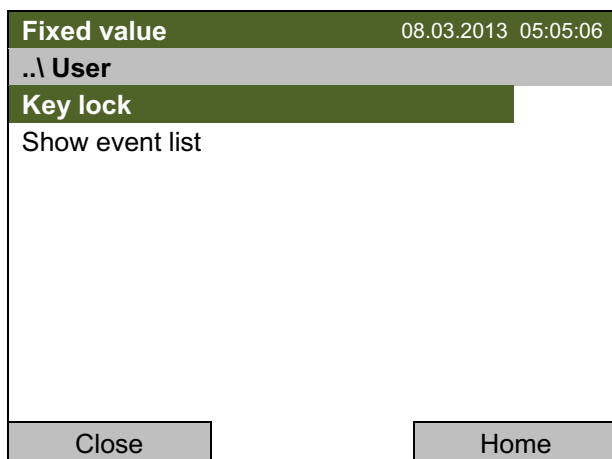 Fixed value 08.03.2013 05:05:06
..\ User
Key lock
Show event list
Close Home